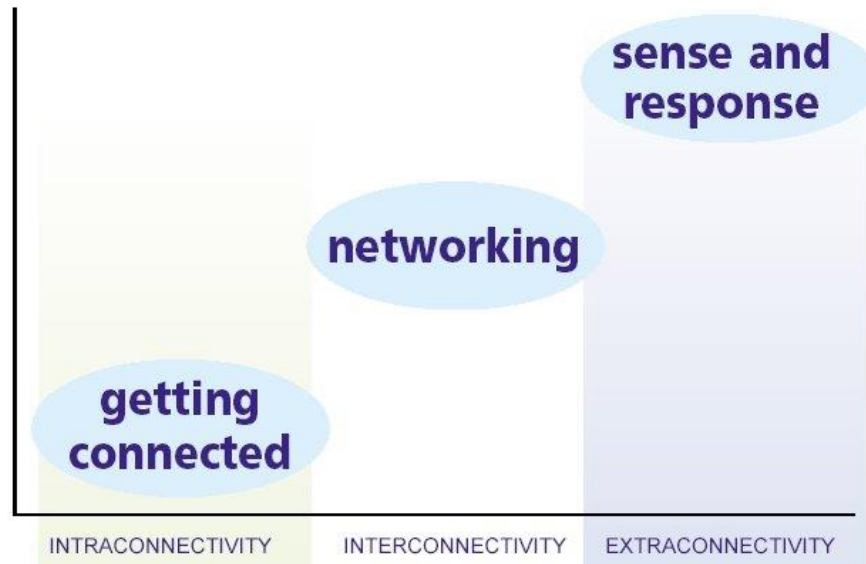 sense and
response
networking
getting
connected
INTRACONNECTIVITY INTERCONNECTIVITY EXTRACONNECTIVITY